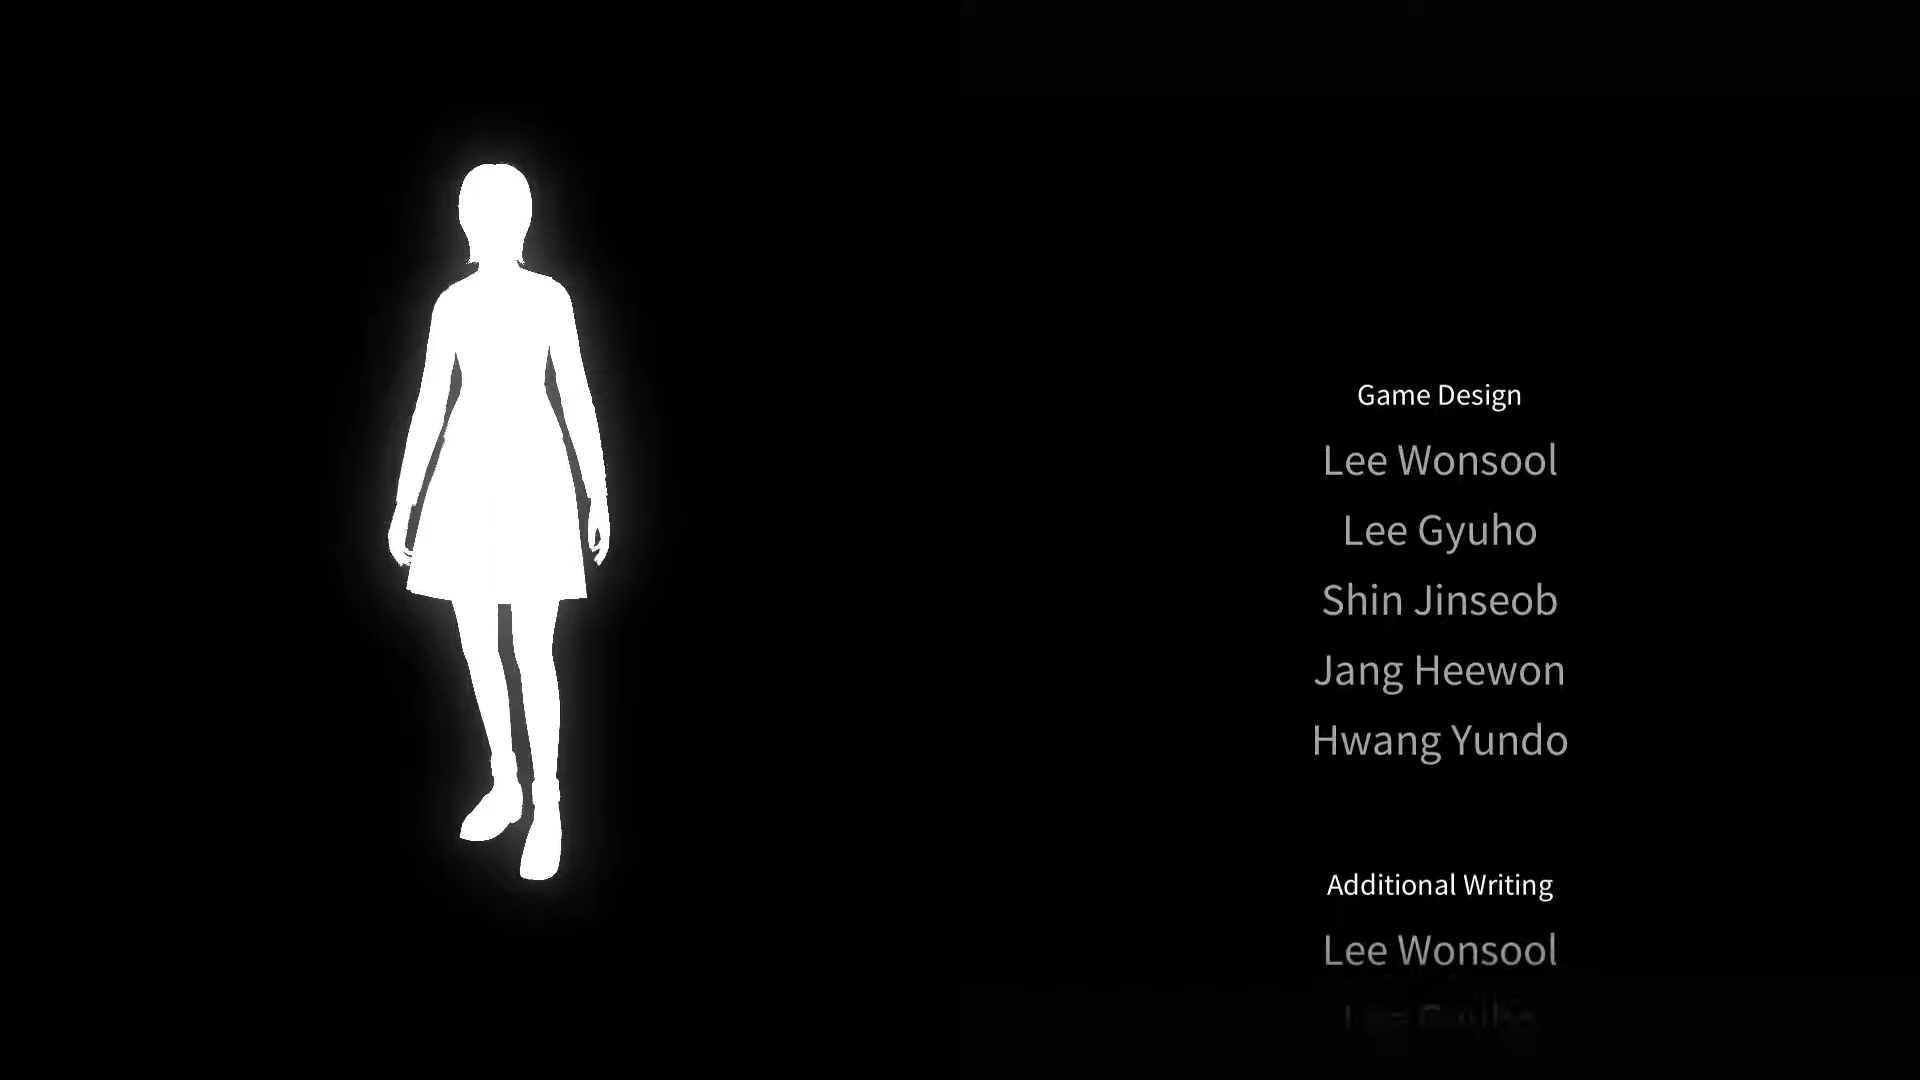 Game Design
Lee Wonsool
Lee Gyuho
Shin Jinseob
Jang Heewon
Hwang Yundo
Additional Writing
Lee Wonsool